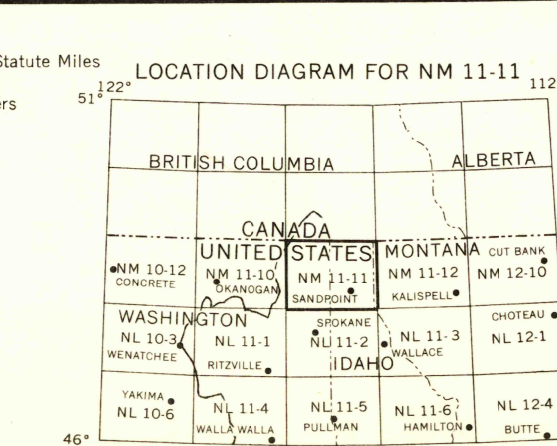 Statute Miles
ers
LOCATION DIAGRAM FOR NM 11-11
122°
112
51°
BRITISH COLUMBIA
ALBERTA
CANADA
UNITED STATES
MONTANA
CUT BANK
NM 10-12
CONCRETE
NM 11-10
OKANOGAN
NM 11-11
SANDPOINT
NM 11-12
KALISPELL
NM 12-10
WASHINGTON
SPOKANE
CHOTEAU
NL 10-3
WENATCHEE
NL 11-1
RITZVILLE
NL 11-2
IDAHO
NL 11-3
WALLACE
NL 12-1
YAKIMA
NL 10-6
NL 11-4
WALLA WALLA
NL 11-5
PULLMAN
NL 11-6
HAMILTON
NL 12-4
BUTTE
46°